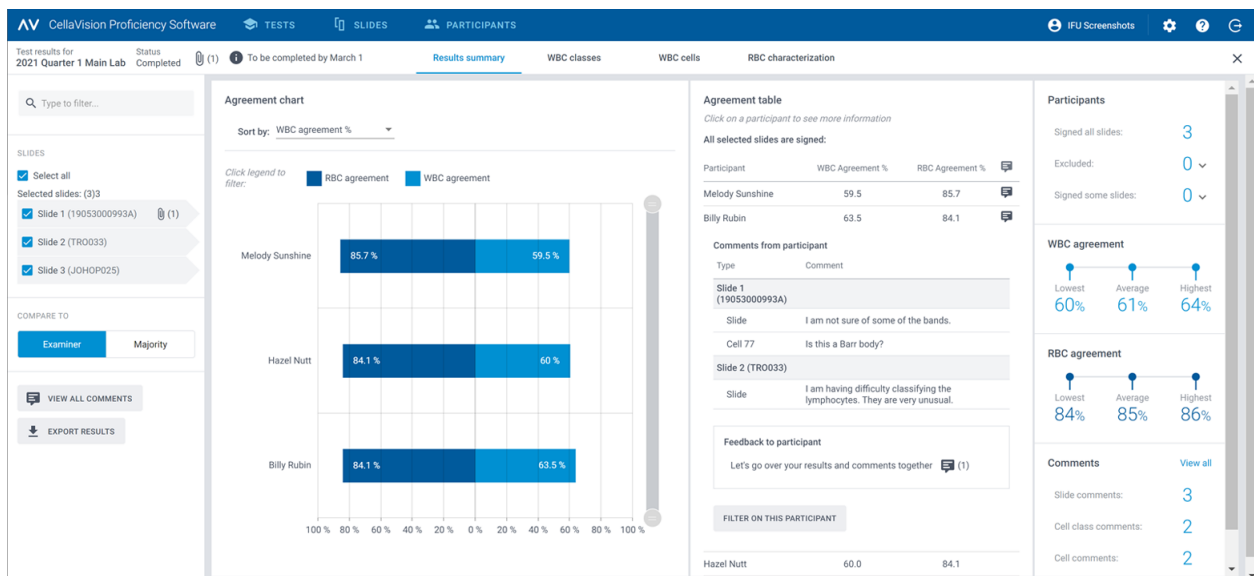 CellaVision Proficiency Software
TESTS
SLIDES
PARTICIPANTS
IFU Screenshots
Test results for
2021 Quarter 1 Main Lab
Status
Completed
(1)
To be completed by March 1
Results summary
WBC classes
WBC cells
RBC characterization
Type to filter...
SLIDES
Select all
Selected slides: (3)3
Slide 1 (19053000993A) (1)
Slide 2 (TRO033)
Slide 3 (JOHOP025)
COMPARE TO
Examiner Majority
VIEW ALL COMMENTS
EXPORT RESULTS
Agreement chart
Sort by: WBC agreement %
Click legend to
filter:
RBC agreement WBC agreement
Melody Sunshine 85.7 % 59.5 %
Hazel Nutt 84.1 % 60 %
Billy Rubin 84.1 % 63.5 %
100 % 80 % 60 % 40 % 20 % 0 % 20 % 40 % 60 % 80 % 100 %
Agreement table
Click on a participant to see more information
All selected slides are signed:
Participant WBC Agreement % RBC Agreement %
Melody Sunshine 59.5 85.7
Billy Rubin 63.5 84.1
Comments from participant
Type Comment
Slide 1
(19053000993A)
Slide I am not sure of some of the bands.
Cell 77 Is this a Barr body?
Slide 2 (TRO033)
Slide I am having difficulty classifying the
lymphocytes. They are very unusual.
Feedback to participant
Let's go over your results and comments together (1)
FILTER ON THIS PARTICIPANT
Hazel Nutt 60.0 84.1
Participants
Signed all slides: 3
Excluded: 0
Signed some slides: 0
WBC agreement
Lowest Average Highest
60% 61% 64%
RBC agreement
Lowest Average Highest
84% 85% 86%
Comments View all
Slide comments: 3
Cell class comments: 2
Cell comments: 2